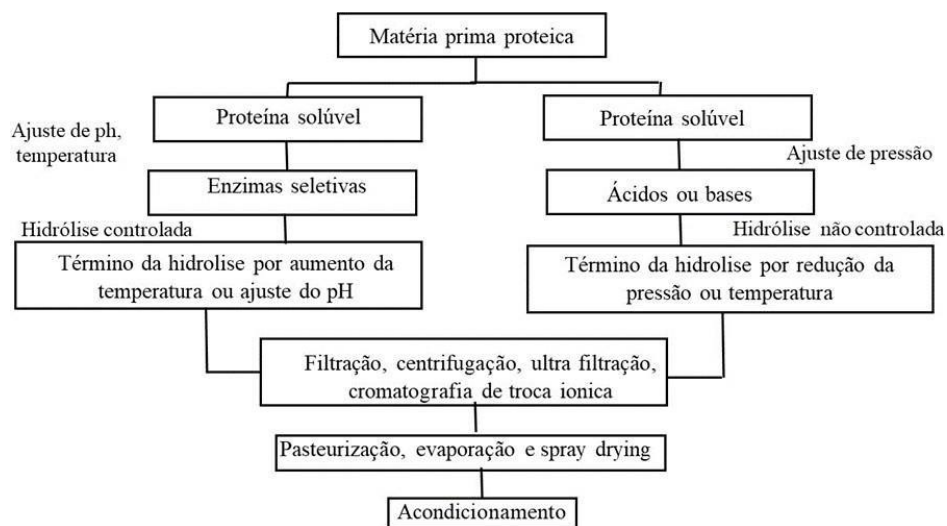 Matéria prima proteica
Proteína solúvel
Proteína solúvel
Ajuste de ph,
temperatura
Ajuste de pressão
Enzimas seletivas
Ácidos ou bases
Hidrólise controlada
Hidrólise não controlada
Término da hidrolise por aumento da
temperatura ou ajuste do pH
Término da hidrolise por redução da
pressão ou temperatura
Filtração, centrifugação, ultra filtração,
cromatografia de troca ionica
Pasteurização, evaporação e spray drying
Acondicionamento